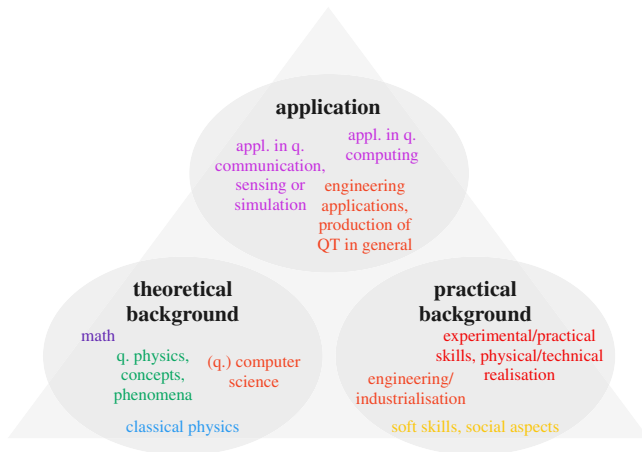 application
appl. in q.
communication,
sensing or
simulation
appl. in q.
computing
engineering
applications,
production of
QT in general
theoretical
background
math
q. physics,
concepts,
phenomena
(q.) computer
science
classical physics
practical
background
experimental/practical
skills, physical/technical
realisation
engineering/
industrialisation
soft skills, social aspects